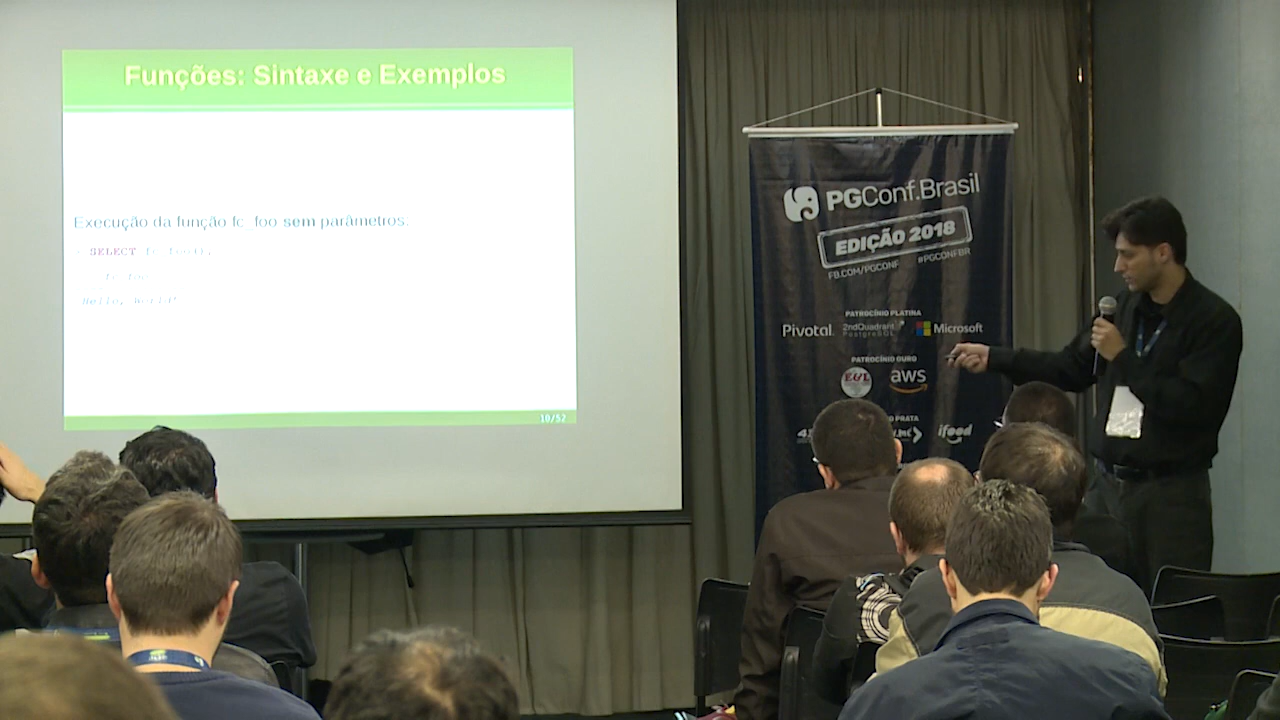 Funções: Sintaxe e Exemplos
Execução da função fc_foo sem parâmetros:
> SELECT fc_foo();
fc_foo
Hello, World!
10/52
PGConf.Brasil
EDIÇÃO 2018
FB.COM/PGCONF #PGCONFBR
PATROCÍNIO PLATINA
Pivotal. 2ndQuadrant PostgreSQL Microsoft
PATROCÍNIO OURO
aws
PRATA
ifood